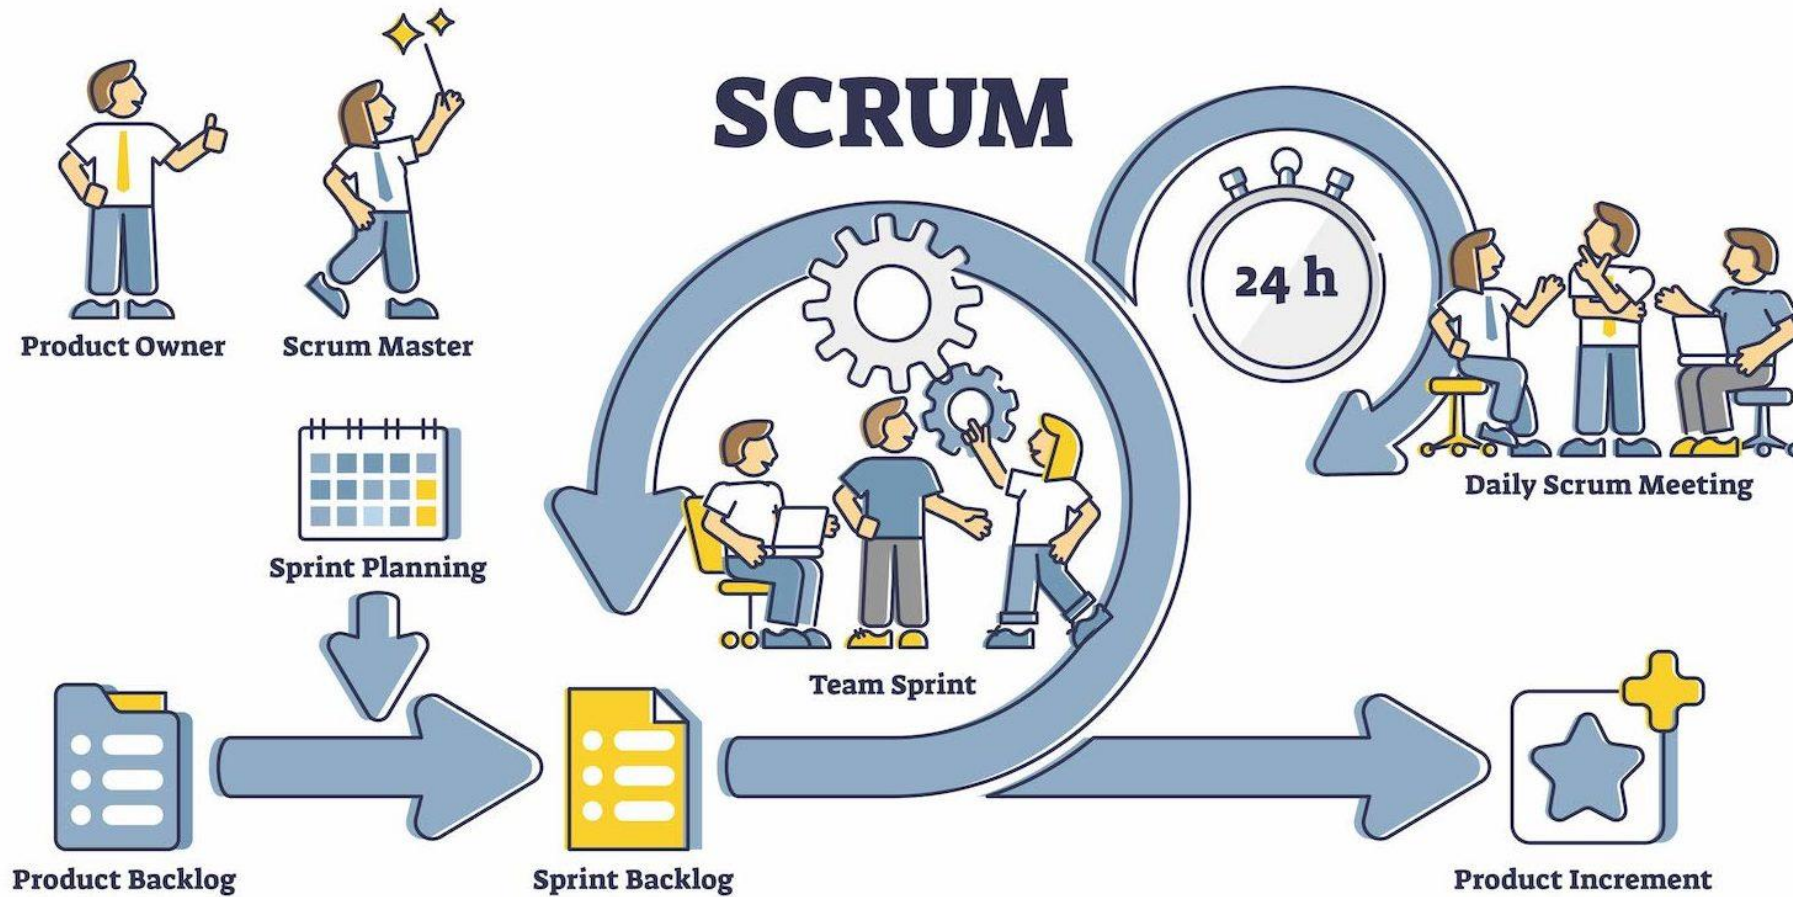 SCRUM
Product Owner
Scrum Master
24 h
Daily Scrum Meeting
Sprint Planning
Team Sprint
Product Backlog
Sprint Backlog
Product Increment